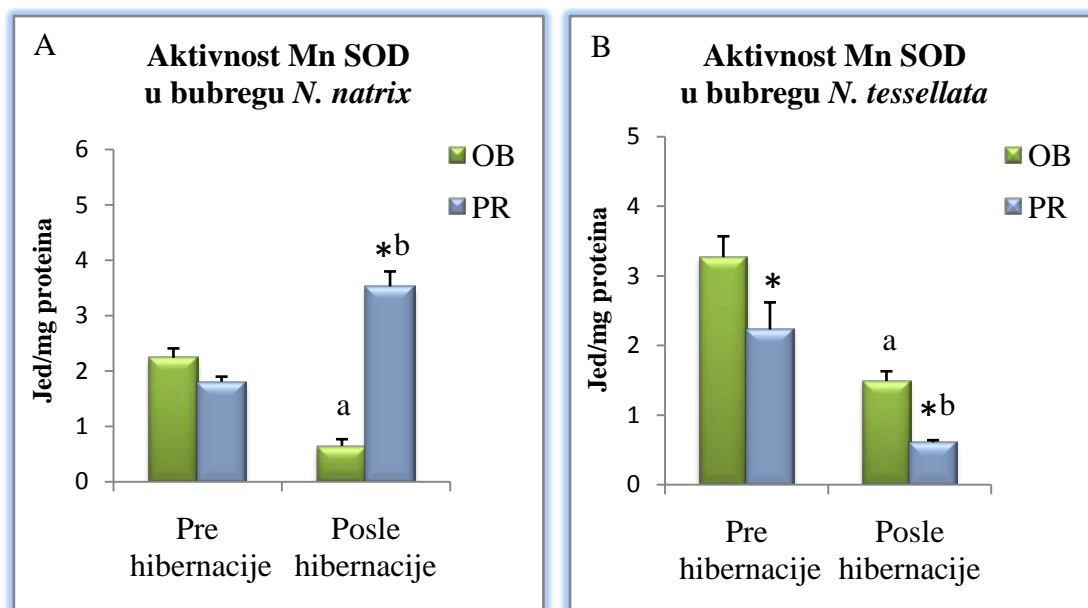 A
Aktivnost Mn SOD
u bubregu N. natrix
Jed/mg proteina
6
5
4
3
2
1
0
OB
PR
a
*b
Pre
hibernacije
Posle
hibernacije
B
Aktivnost Mn SOD
u bubregu N. tessellata
Jed/mg proteina
5
4
3
2
1
0
OB
PR
*
a
*b
Pre
hibernacije
Posle
hibernacije